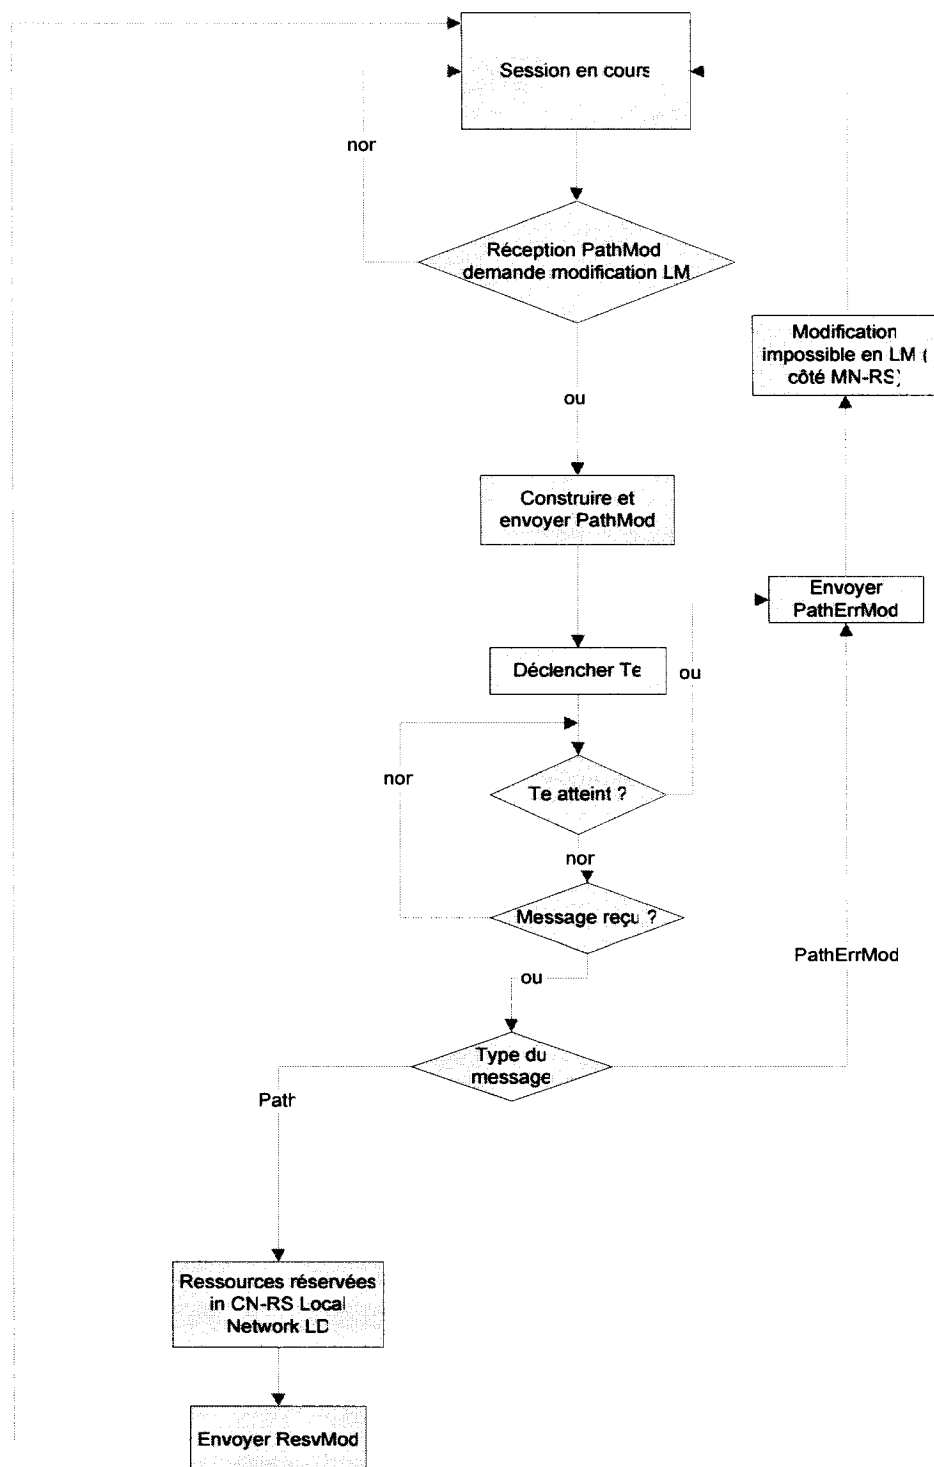 Session en cours
nor
Réception PathMod
demande modification LM
Modification
impossible en LM (
côté MN-RS)
ou
Construire et
envoyer PathMod
Envoyer
PathErrMod
Déclencher Te
ou
Te atteint ?
nor
nor
Message reçu ?
ou
PathErrMod
Type du
message
Path
Ressources réservées
in CN-RS Local
Network LD
Envoyer ResvMod